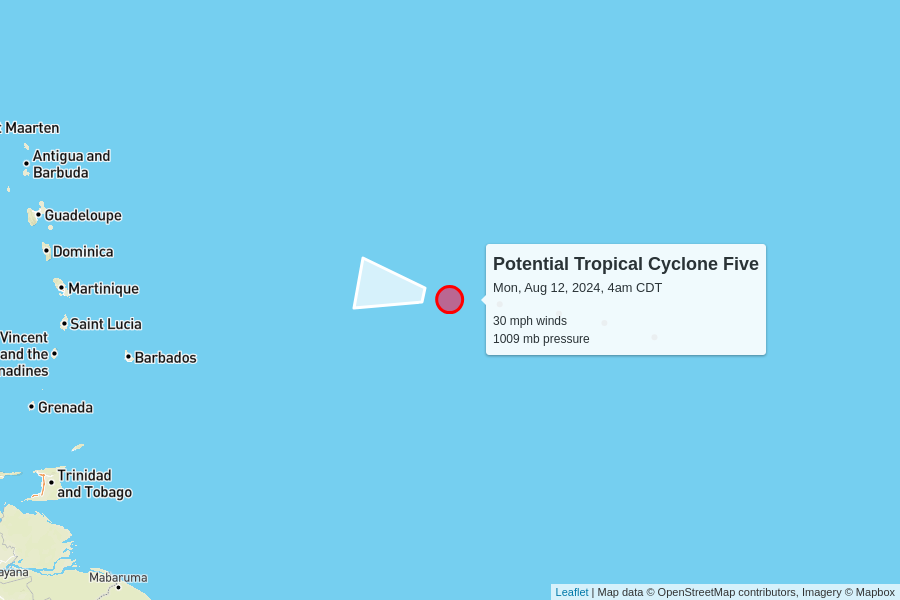 Maarten
Antigua and
Barbuda
Guadeloupe
Dominica
Martinique
Saint Lucia
Vincent
and the
nadines
Barbados
Grenada
Trinidad
and Tobago
ayana
Mabaruma
Potential Tropical Cyclone Five
Mon, Aug 12, 2024, 4am CDT
30 mph winds
1009 mb pressure
Leaflet | Map data © OpenStreetMap contributors, Imagery © Mapbox